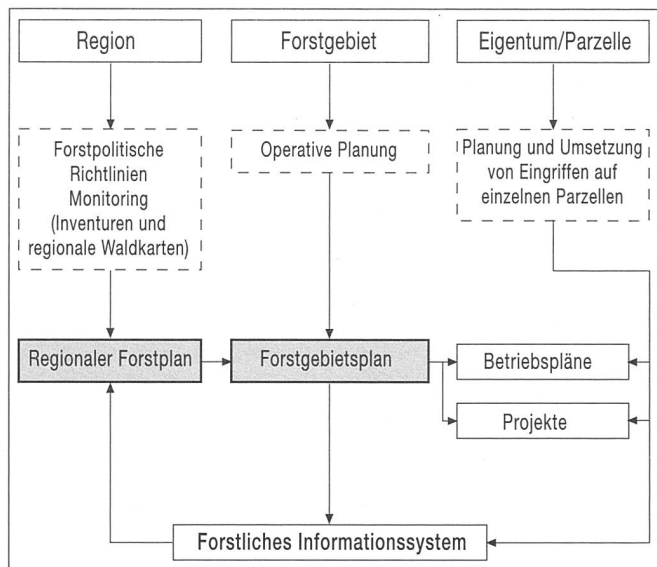 Region
Forstgebiet
Eigentum/Parzelle
Forstpolitische
Richtlinien
Monitoring
(Inventuren und
regionale Waldkarten)
Operative Planung
Planung und Umsetzung
von Eingriffen auf
einzelnen Parzellen
Regionaler Forstplan
Forstgebietsplan
Betriebspläne
Projekte
Forstliches Informationssystem